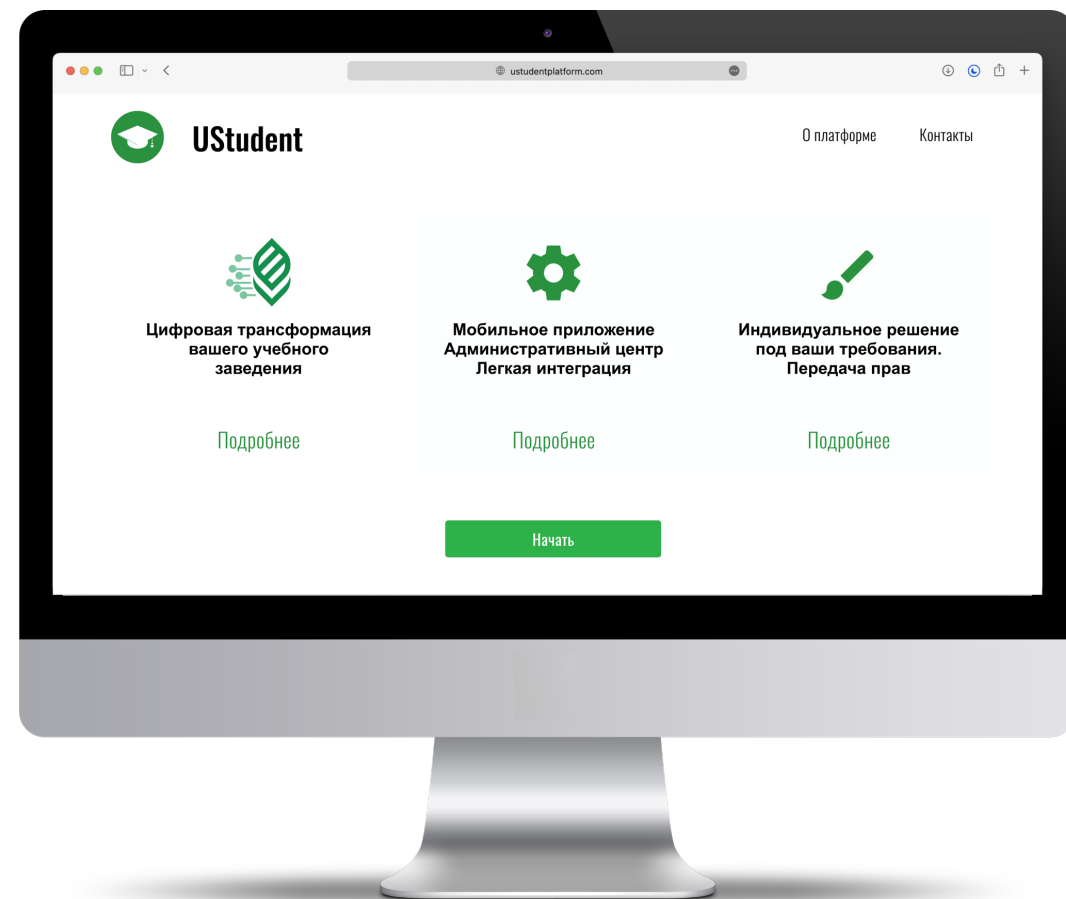 ustudentplatform.com
UStudent
О платформе
Контакты
Цифровая трансформация
вашего учебного
заведения
Мобильное приложение
Административный центр
Легкая интеграция
Индивидуальное решение
под ваши требования.
Передача прав
Подробнее
Подробнее
Подробнее
Начать